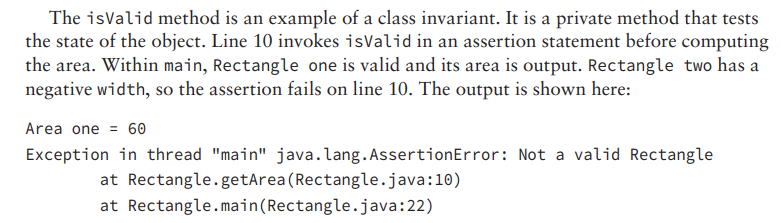 The isValid method is an example of a class invariant. It is a private method that tests
the state of the object. Line 10 invokes isValid in an assertion statement before computing
the area. Within main, Rectangle one is valid and its area is output. Rectangle two has a
negative width, so the assertion fails on line 10. The output is shown here:
Area one = 60
Exception in thread "main" java.lang.AssertionError: Not a valid Rectangle
at Rectangle.getArea(Rectangle.java:10)
at Rectangle.main(Rectangle.java:22)